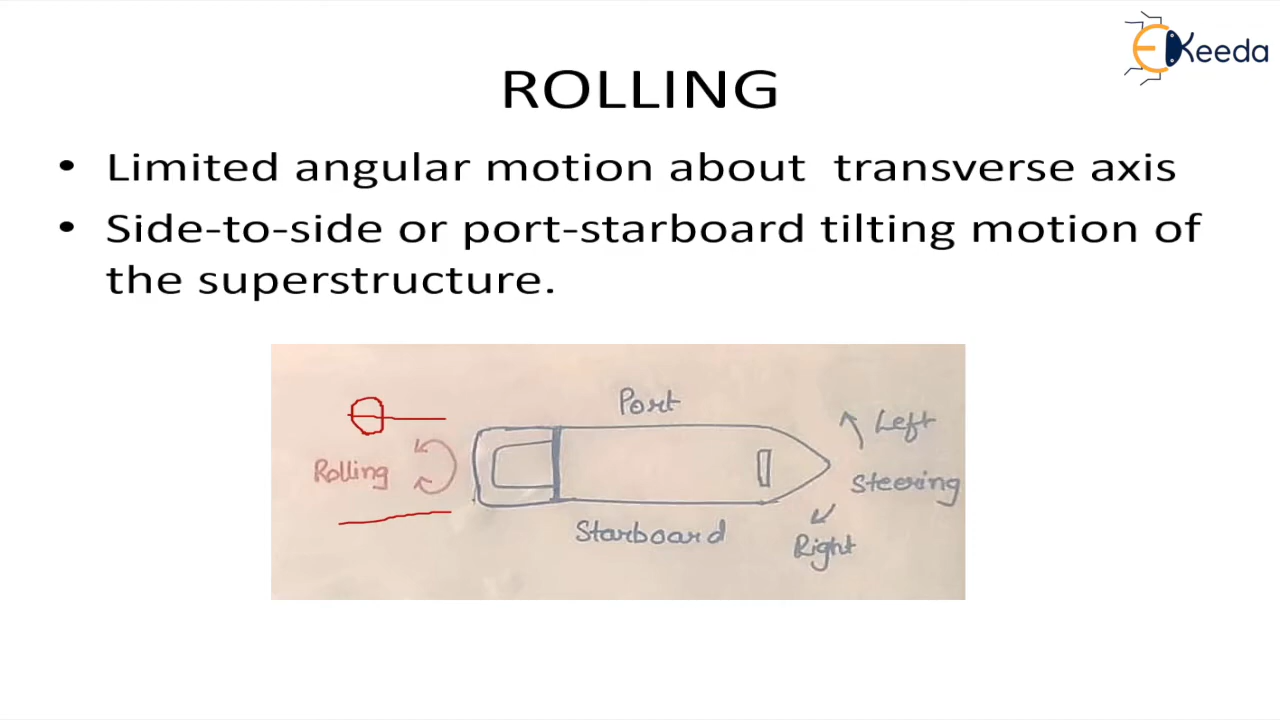 EKeeda
ROLLING
• Limited angular motion about transverse axis
• Side-to-side or port-starboard tilting motion of
the superstructure.
Port
Left
Rolling
Steering
Starboard
Right